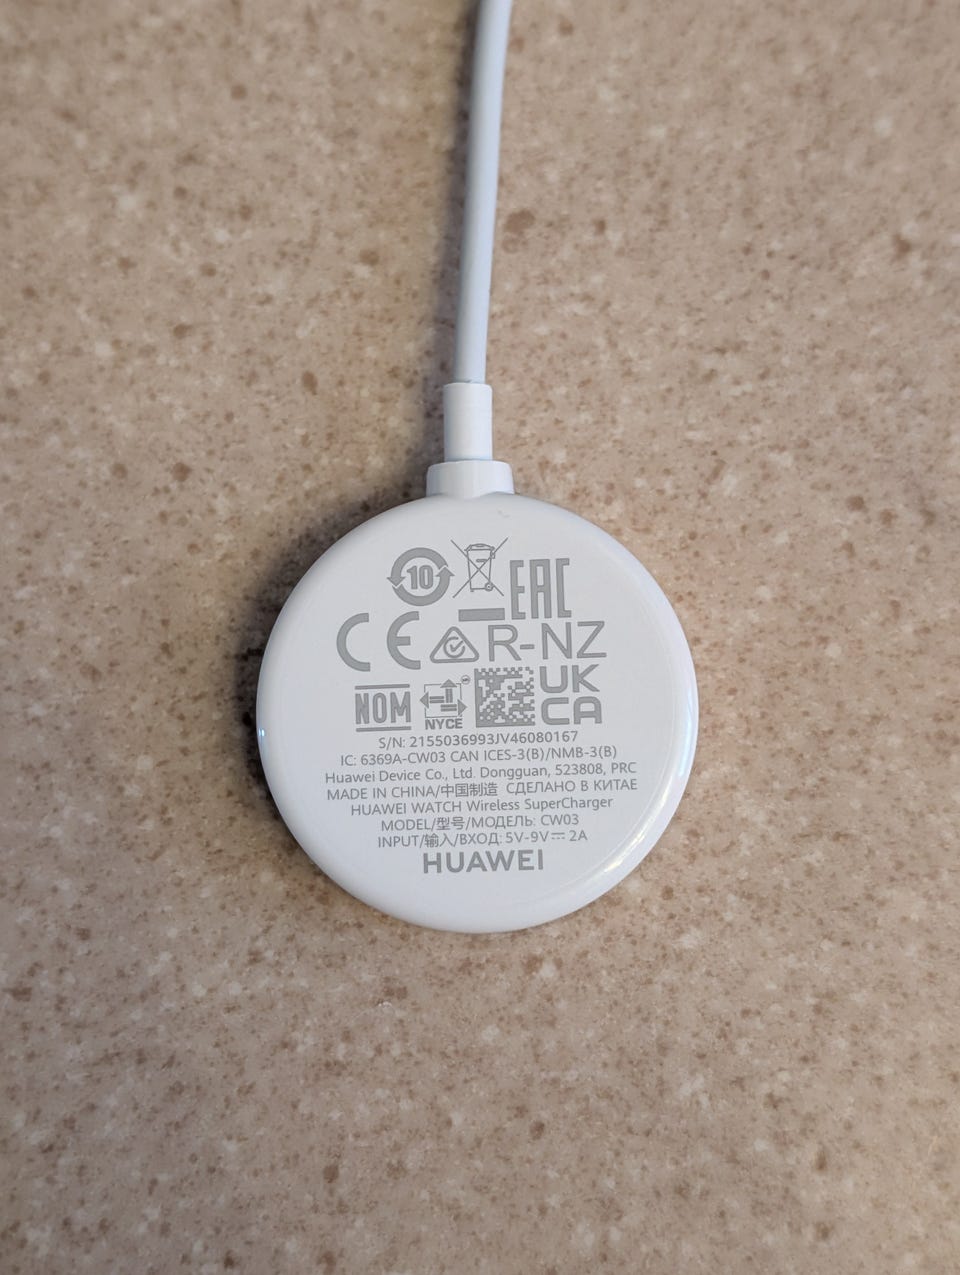 10
EAC
CE R-NZ
NOM NYCE UK CA
S/N: 2155036993JV46080167
IC: 6369A-CW03 CAN ICES-3(B)/NMB-3(B)
Huawei Device Co., Ltd. Dongguan, 523808, PRC
MADE IN CHINA/中国制造 СДЕЛАНО В КИТАЕ
HUAWEI WATCH Wireless SuperCharger
MODEL/型号/МОДЕЛЬ: CW03
INPUT/输入/ВХОД: 5V-9V⎓2A
HUAWEI